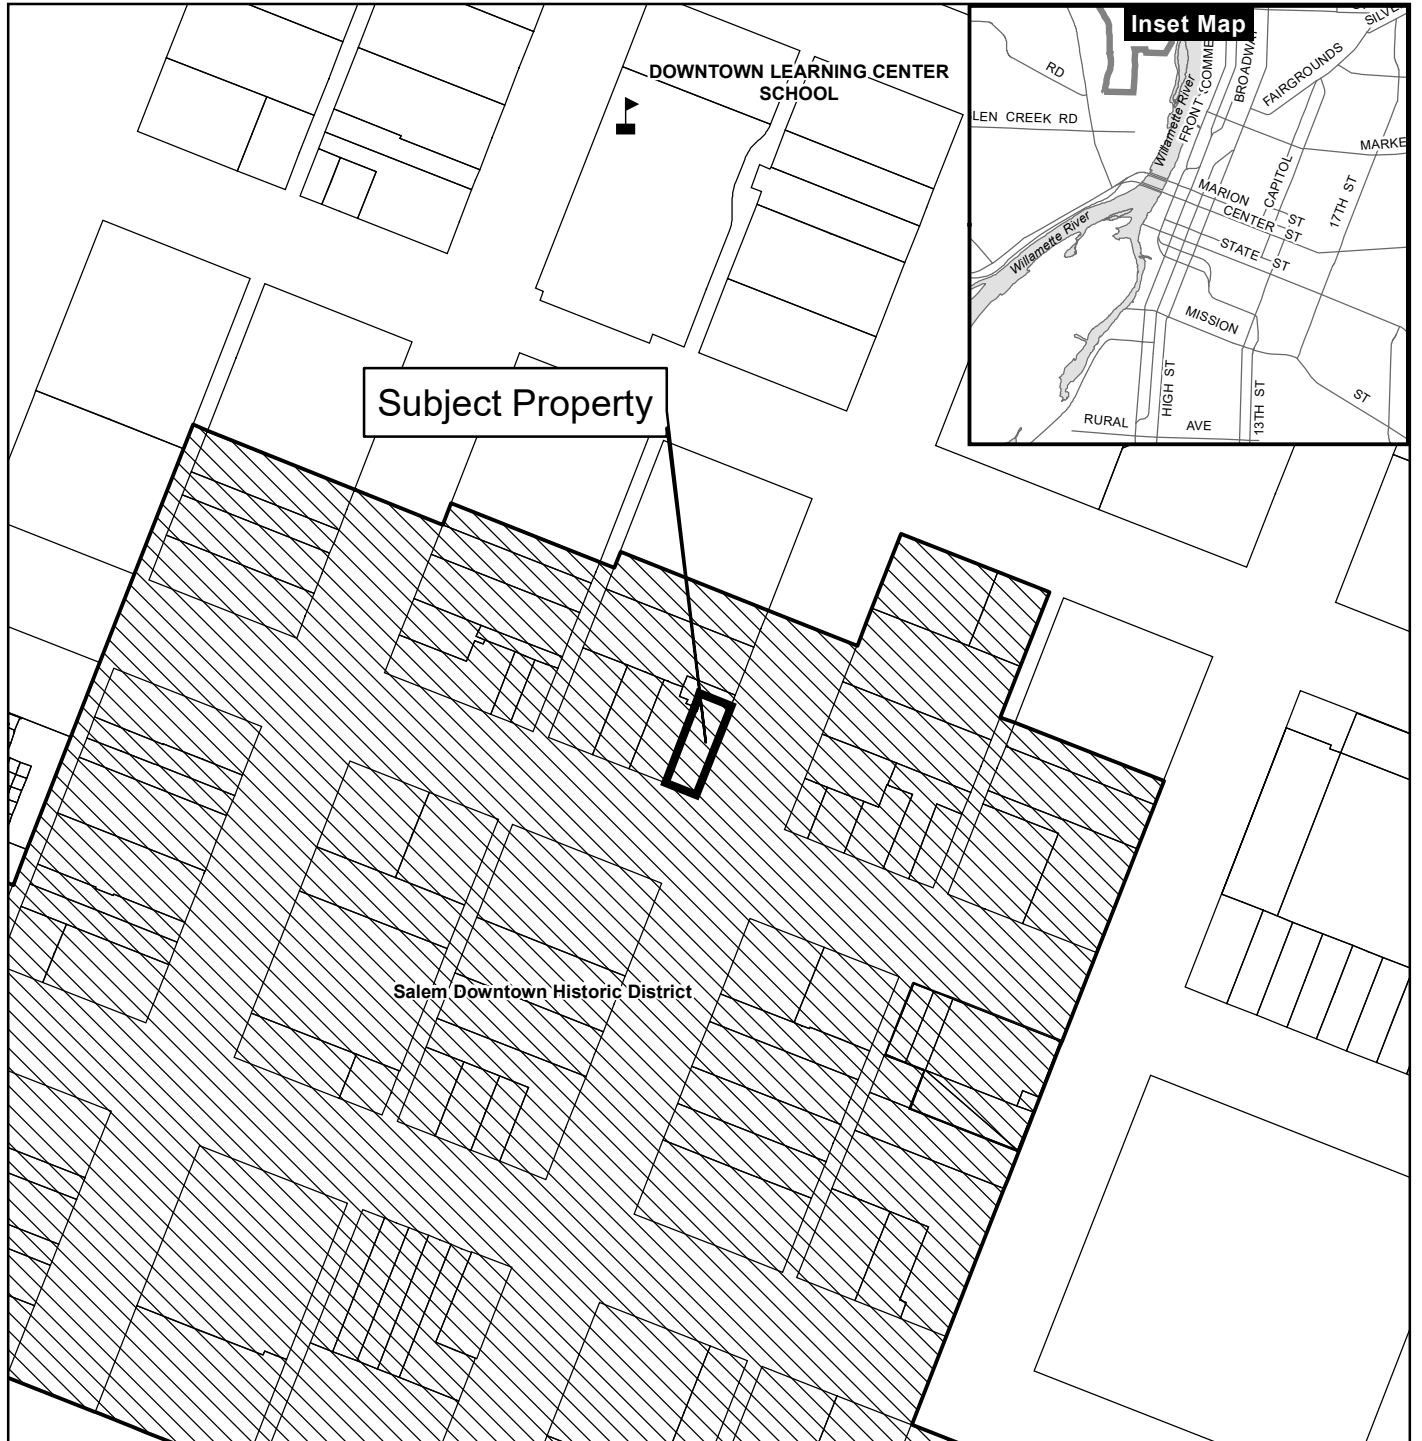 DOWNTOWN LEARNING CENTER
SCHOOL
Subject Property
Salem Downtown Historic District
Inset Map
RD
LEN CREEK RD
Willamette River
Willamette River
FRONT
BROADWAY
FAIRGROUNDS
MARKE
CAPITOL
17TH ST
MARION ST
CENTER ST
STATE ST
MISSION
ST
HIGH ST
13TH ST
RURAL AVE